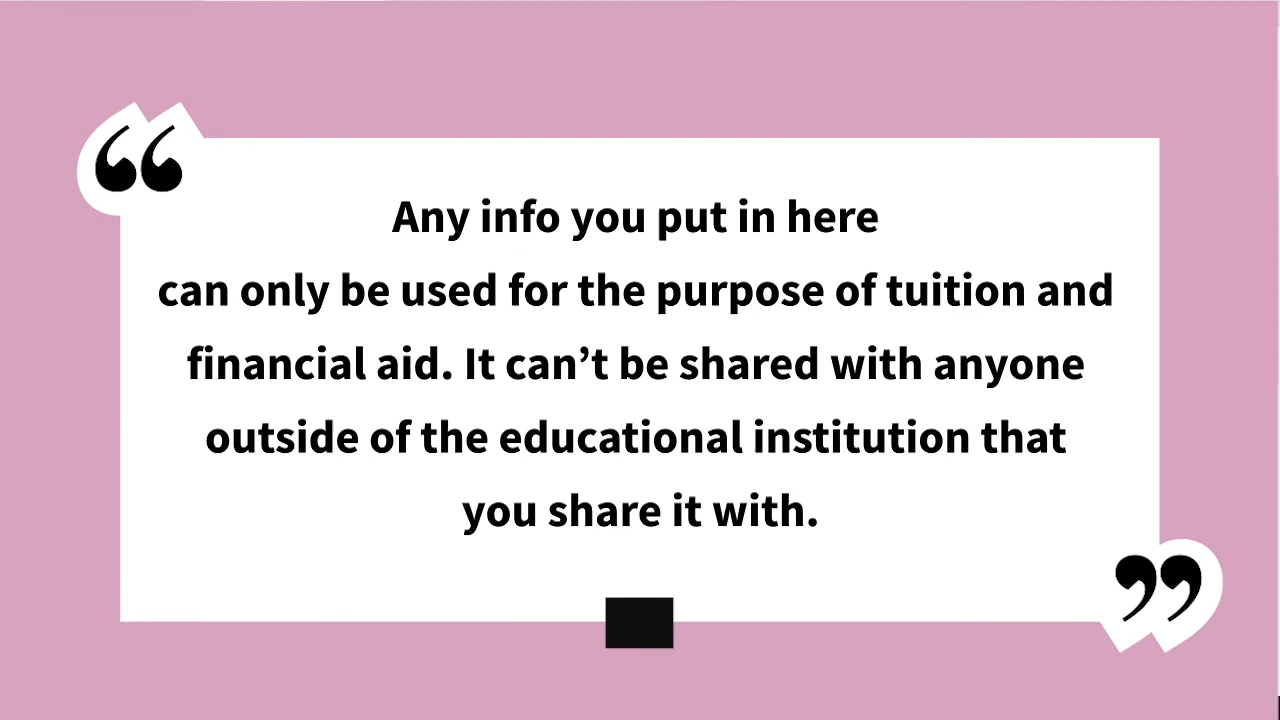 “
Any info you put in here
can only be used for the purpose of tuition and
financial aid. It can’t be shared with anyone
outside of the educational institution that
you share it with.
”